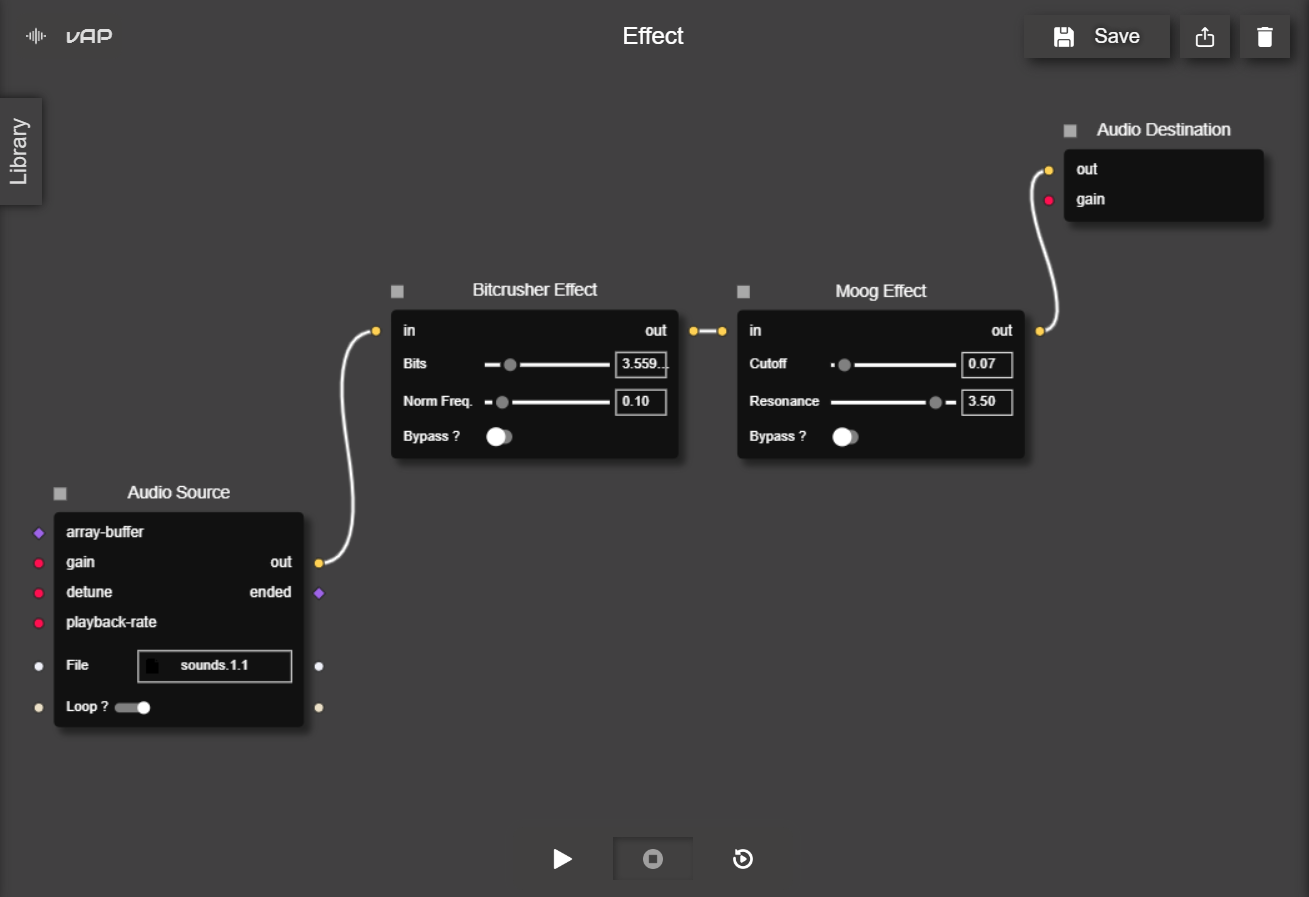 vAP
Effect
Save
Library
Audio Destination
out
gain
Bitcrusher Effect
in
out
Bits
3.559...
Norm Freq.
0.10
Bypass ?
Moog Effect
in
out
Cutoff
0.07
Resonance
3.50
Bypass ?
Audio Source
array-buffer
gain
out
detune
ended
playback-rate
File
sounds.1.1
Loop ?